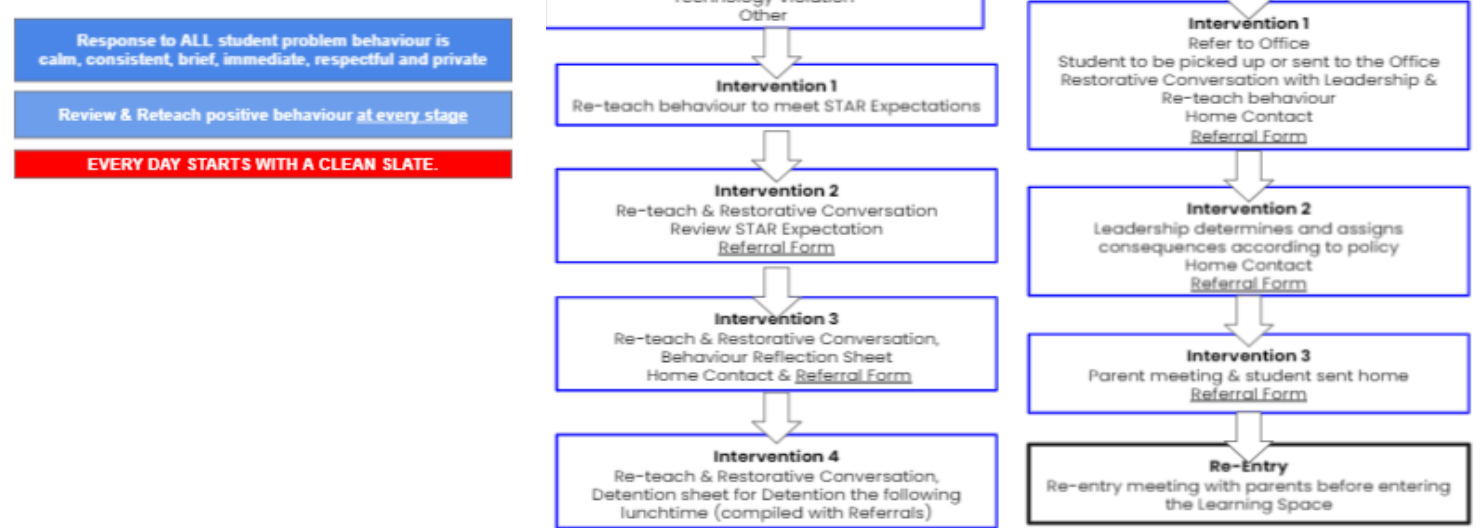 Response to ALL student problem behaviour is
calm, consistent, brief, immediate, respectful and private
Review & Reteach positive behaviour at every stage
EVERY DAY STARTS WITH A CLEAN SLATE.
Technology Violation
Other
Intervention 1
Re-teach behaviour to meet STAR Expectations
Intervention 2
Re-teach & Restorative Conversation
Review STAR Expectation
Referral Form
Intervention 3
Re-teach & Restorative Conversation,
Behaviour Reflection Sheet
Home Contact & Referral Form
Intervention 4
Re-teach & Restorative Conversation,
Detention sheet for Detention the following
lunchtime (compiled with Referrals)
Intervention 1
Refer to Office
Student to be picked up or sent to the Office
Restorative Conversation with Leadership &
Re-teach behaviour
Home Contact
Referral Form
Intervention 2
Leadership determines and assigns
consequences according to policy
Home Contact
Referral Form
Intervention 3
Parent meeting & student sent home
Referral Form
Re-Entry
Re-entry meeting with parents before entering
the Learning Space